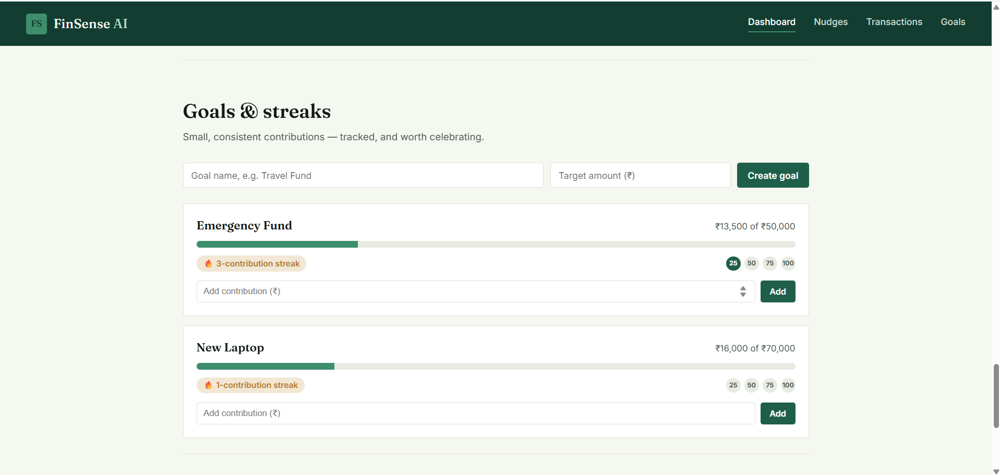 FS FinSense AI Dashboard Nudges Transactions Goals
Goals & streaks
Small, consistent contributions — tracked, and worth celebrating.
Goal name, e.g. Travel Fund Target amount (₹) Create goal
Emergency Fund ₹13,500 of ₹50,000
🔥 3-contribution streak 25 50 75 100
Add contribution (₹) Add
New Laptop ₹16,000 of ₹70,000
🔥 1-contribution streak 25 50 75 100
Add contribution (₹) Add